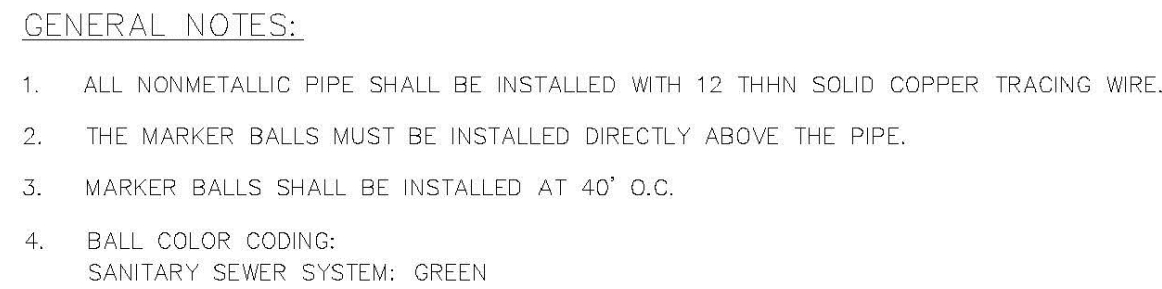 GENERAL NOTES:
1. ALL NONMETALLIC PIPE SHALL BE INSTALLED WITH 12 THHN SOLID COPPER TRACING WIRE.
2. THE MARKER BALLS MUST BE INSTALLED DIRECTLY ABOVE THE PIPE.
3. MARKER BALLS SHALL BE INSTALLED AT 40' O.C.
4. BALL COLOR CODING:
SANITARY SEWER SYSTEM: GREEN